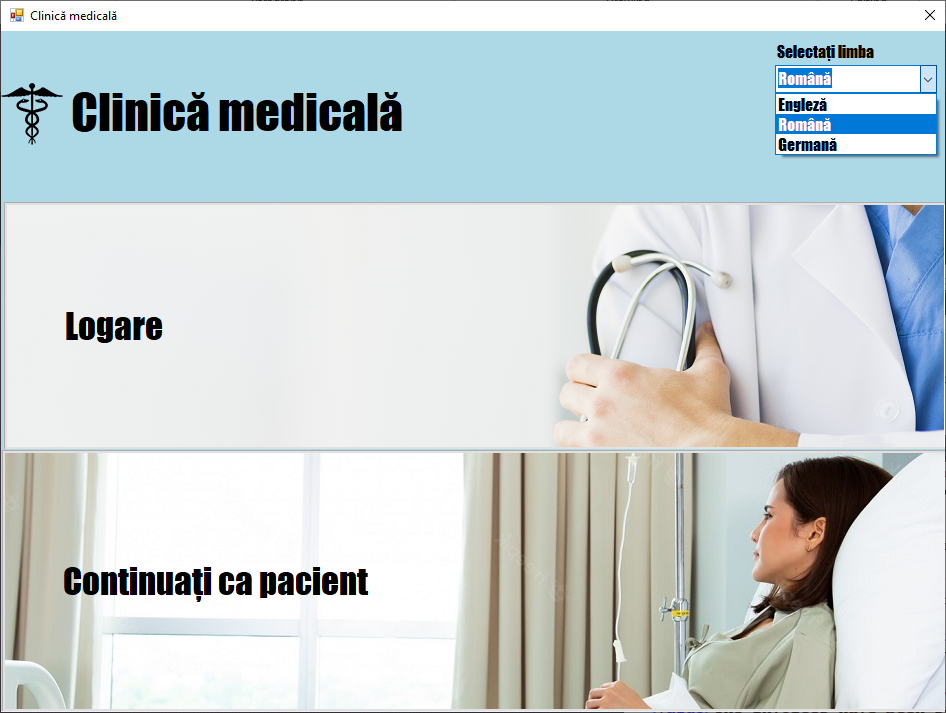 Clinică medicală
Selectați limba
Română
Clinică medicală
Engleză
Română
Germană
Logare
Continuați ca pacient